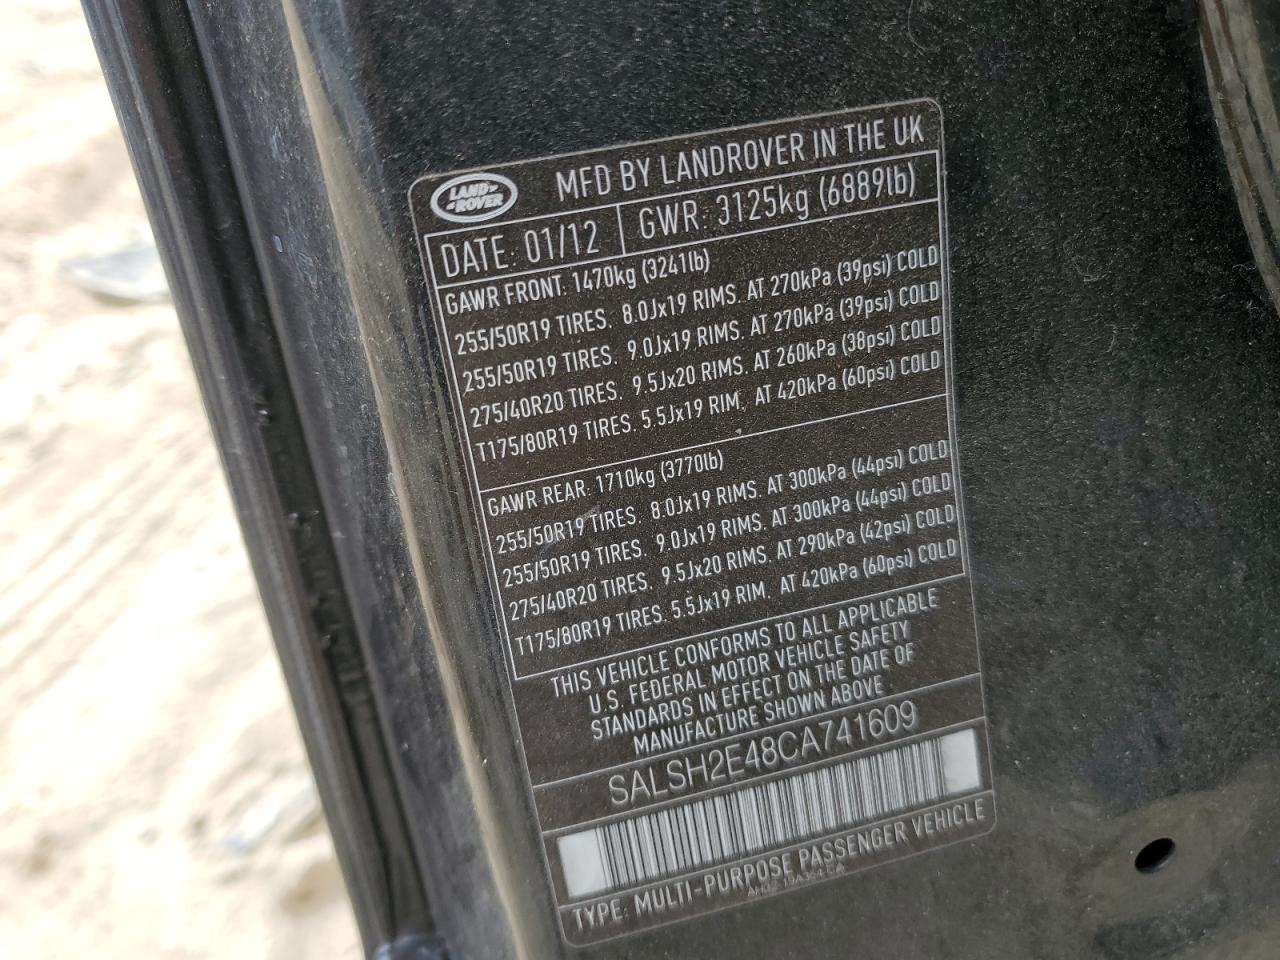 LAND-
-ROVER
MFD BY LANDROVER IN THE UK
DATE: 01/12 GWR: 3125kg (6889lb)
GAWR FRONT: 1470kg (3241lb)
255/50R19 TIRES. 8.0Jx19 RIMS. AT 270kPa (39psi) COLD
255/50R19 TIRES. 9.0Jx19 RIMS. AT 270kPa (39psi) COLD
275/40R20 TIRES. 9.5Jx20 RIMS. AT 260kPa (38psi) COLD
T175/80R19 TIRES. 5.5Jx19 RIM. AT 420kPa (60psi) COLD
GAWR REAR: 1710kg (3770lb)
255/50R19 TIRES. 8.0Jx19 RIMS. AT 300kPa (44psi) COLD
255/50R19 TIRES. 9.0Jx19 RIMS. AT 300kPa (44psi) COLD
275/40R20 TIRES. 9.5Jx20 RIMS. AT 290kPa (42psi) COLD
T175/80R19 TIRES. 5.5Jx19 RIM. AT 420kPa (60psi) COLD
THIS VEHICLE CONFORMS TO ALL APPLICABLE
U.S. FEDERAL MOTOR VEHICLE SAFETY
STANDARDS IN EFFECT ON THE DATE OF
MANUFACTURE SHOWN ABOVE
SALSH2E48CA741609
TYPE: MULTI-PURPOSE PASSENGER VEHICLE